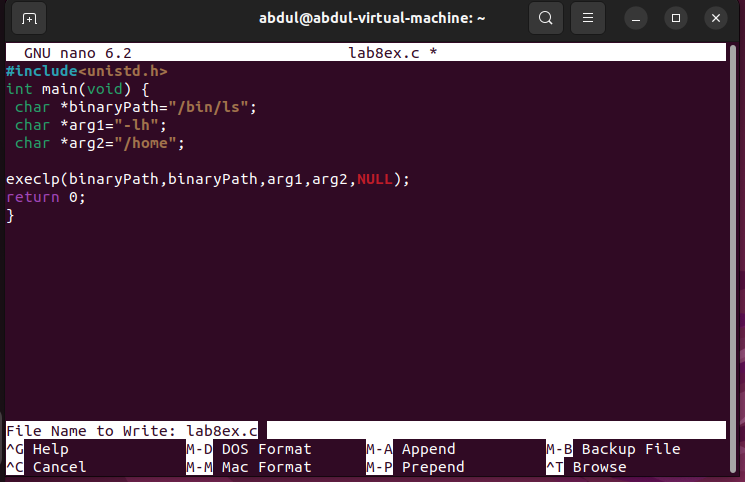 abdul@abdul-virtual-machine: ~
GNU nano 6.2 lab8ex.c *
#include<unistd.h>
int main(void) {
 char *binaryPath="/bin/ls";
 char *arg1="-lh";
 char *arg2="/home";

execlp(binaryPath,binaryPath,arg1,arg2,NULL);
return 0;
}
File Name to Write: lab8ex.c
^G Help M-D DOS Format M-A Append M-B Backup File
^C Cancel M-M Mac Format M-P Prepend ^T Browse